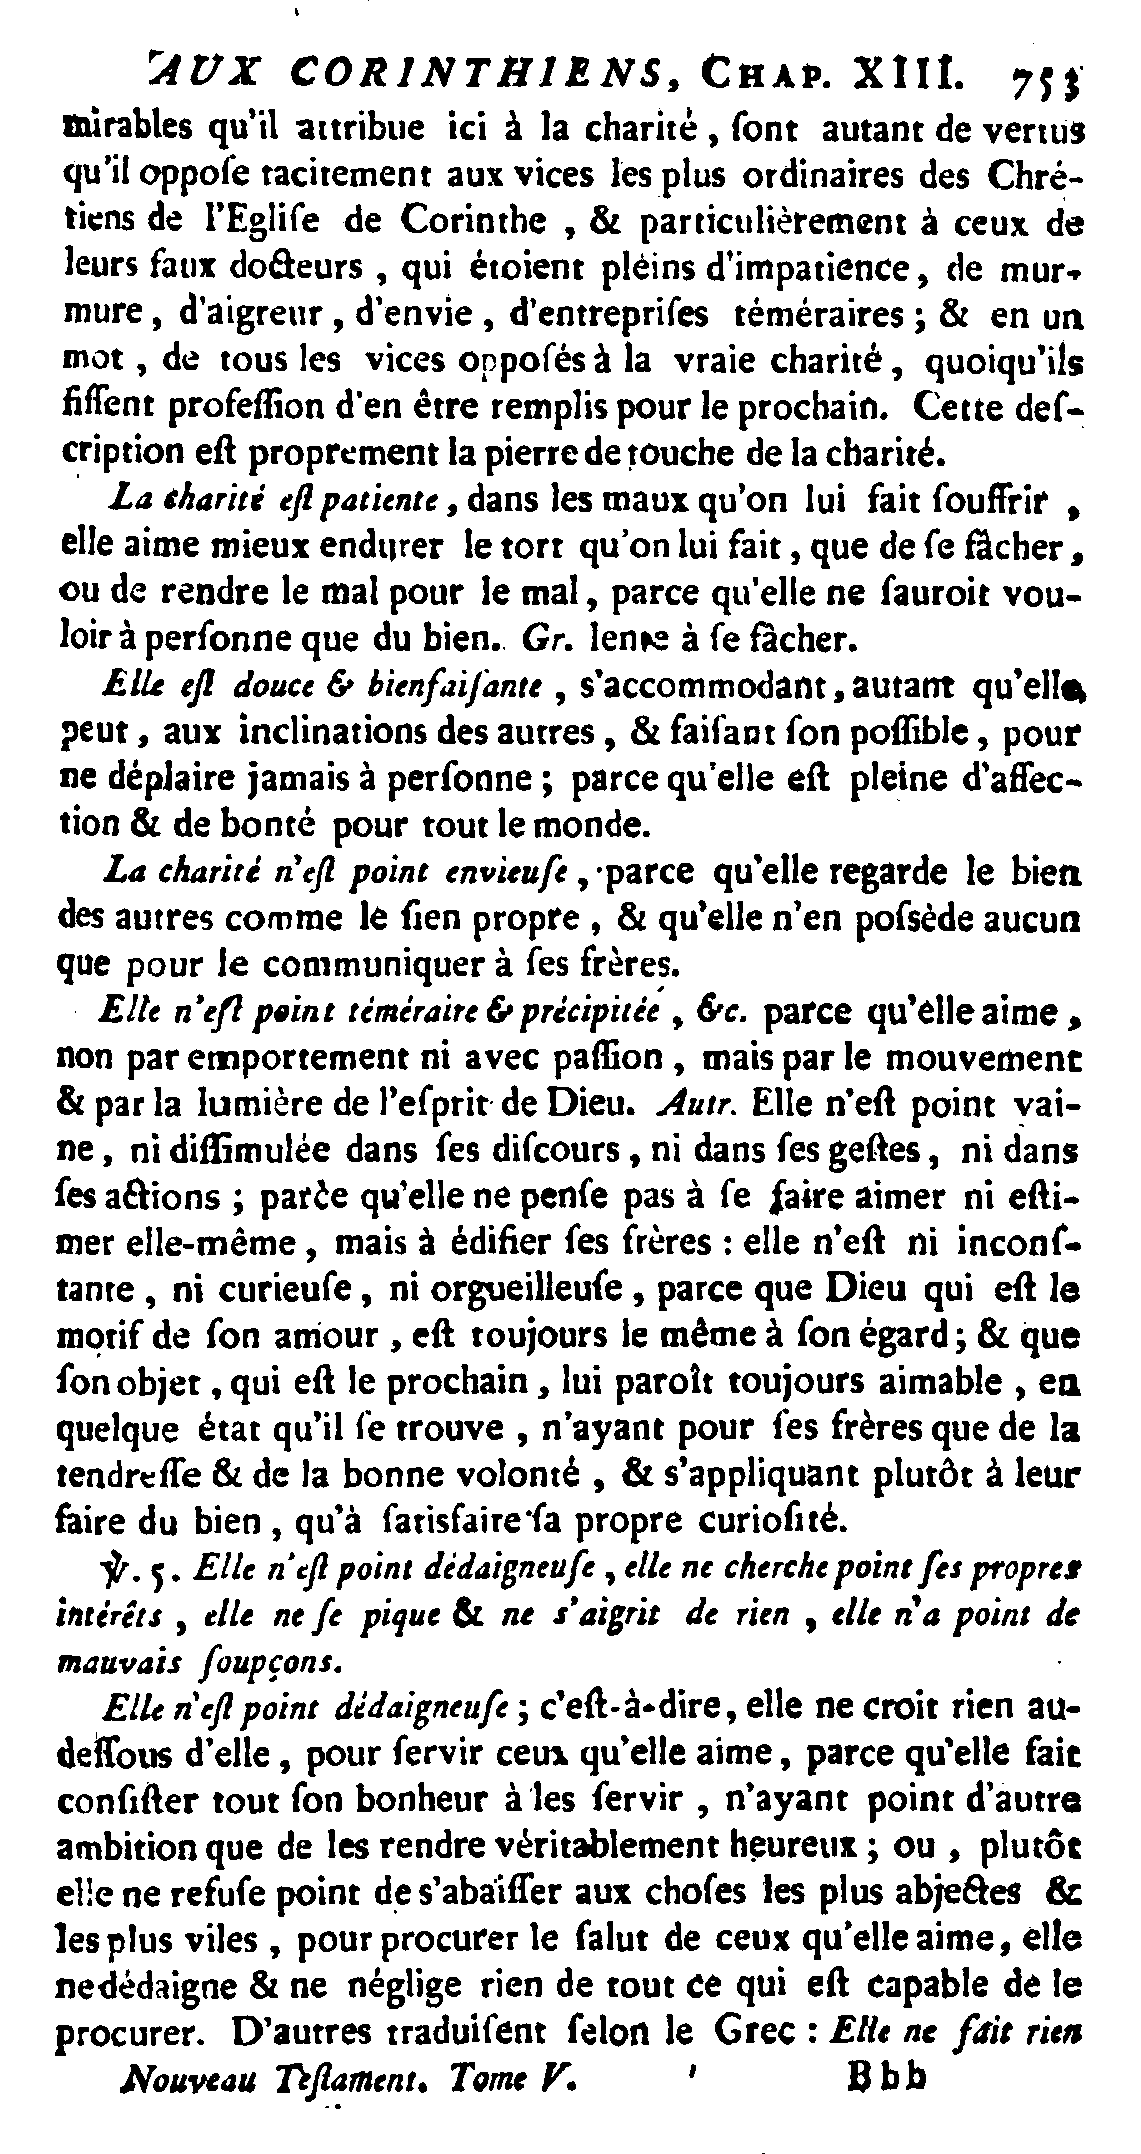 AUX CORINTHIENS, CHAP. XIII. 753
mirables qu'il attribue ici à la charité, ſont autant de vertus
qu'il oppoſe tacitement aux vices les plus ordinaires des Chré-
tiens de l'Egliſe de Corinthe, & particulièrement à ceux de
leurs faux docteurs, qui étoient pléins d'impatience, de mur-
mure, d'aigreur, d'envie, d'entrepriſes téméraires; & en un
mot, de tous les vices oppoſés à la vraie charité, quoiqu'ils
fiſſent profeſſion d'en être remplis pour le prochain. Cette deſ-
cription eſt proprement la pierre de touche de la charité.
La charité eſt patiente, dans les maux qu'on lui fait ſouffrir,
elle aime mieux endurer le tort qu'on lui fait, que de ſe fâcher,
ou de rendre le mal pour le mal, parce qu'elle ne ſauroit vou-
loir à perſonne que du bien. Gr. lente à ſe fâcher.
Elle eſt douce & bienfaiſante, s'accommodant, autant qu'elle
peut, aux inclinations des autres, & faiſant ſon poſſible, pour
ne déplaire jamais à perſonne; parce qu'elle eſt pleine d'affec-
tion & de bonté pour tout le monde.
La charité n'eſt point envieuſe, parce qu'elle regarde le bien
des autres comme le ſien propre, & qu'elle n'en poſsède aucun
que pour le communiquer à ſes frères.
Elle n'eſt point téméraire & précipitée, &c. parce qu'elle aime,
non par emportement ni avec paſſion, mais par le mouvement
& par la lumière de l'eſprit de Dieu. Autr. Elle n'eſt point vai-
ne, ni diſſimulée dans ſes diſcours, ni dans ſes geſtes, ni dans
ſes actions; parce qu'elle ne penſe pas à ſe faire aimer ni eſti-
mer elle-même, mais à édifier ſes frères: elle n'eſt ni inconſ-
tante, ni curieuſe, ni orgueilleuſe, parce que Dieu qui eſt le
motif de ſon amour, eſt toujours le même à ſon égard; & que
ſon objet, qui eſt le prochain, lui paroît toujours aimable, en
quelque état qu'il ſe trouve, n'ayant pour ſes frères que de la
tendreſſe & de la bonne volonté, & s'appliquant plutôt à leur
faire du bien, qu'à ſatisfaire ſa propre curioſité.
℣. 5. Elle n'eſt point dédaigneuſe, elle ne cherche point ſes propres
intérêts, elle ne ſe pique & ne s'aigrit de rien, elle n'a point de
mauvais ſoupçons.
Elle n'eſt point dédaigneuſe; c'eſt-à-dire, elle ne croit rien au-
deſſous d'elle, pour ſervir ceux qu'elle aime, parce qu'elle fait
conſiſter tout ſon bonheur à les ſervir, n'ayant point d'autre
ambition que de les rendre véritablement heureux; ou, plutôt
elle ne refuſe point de s'abaiſſer aux choſes les plus abjectes &
les plus viles, pour procurer le ſalut de ceux qu'elle aime, elle
ne dédaigne & ne néglige rien de tout ce qui eſt capable de le
procurer. D'autres traduiſent ſelon le Grec: Elle ne fait rien
Nouveau Teſtament. Tome V. Bbb